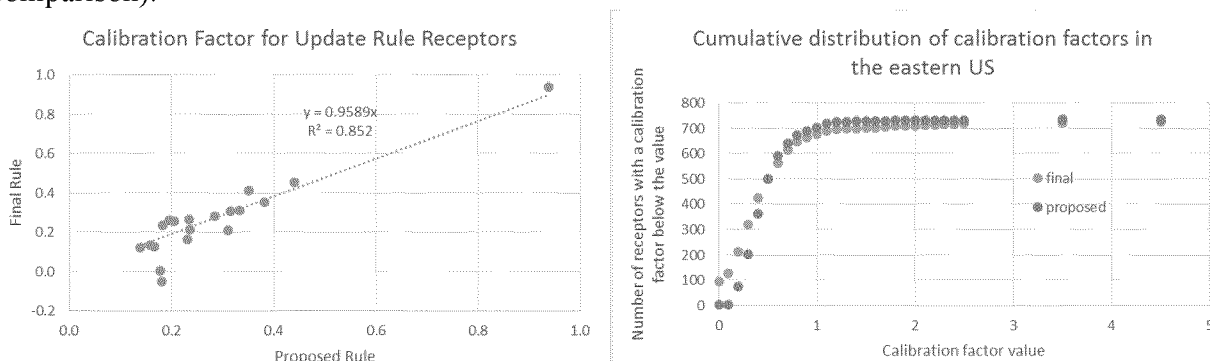 comparison).
Calibration Factor for Update Rule Receptors
Final Rule
1.0
0.8
0.6
0.4
0.2
0.0
-0.2
y = 0.9589x
R² = 0.852
0.0 0.2 0.4 0.6 0.8 1.0
Proposed Rule
Cumulative distribution of calibration factors in
the eastern US
Number of receptors with a calibration
factor below the value
800
700
600
500
400
300
200
100
0
final
proposed
0 1 2 3 4 5
Calibration factor value